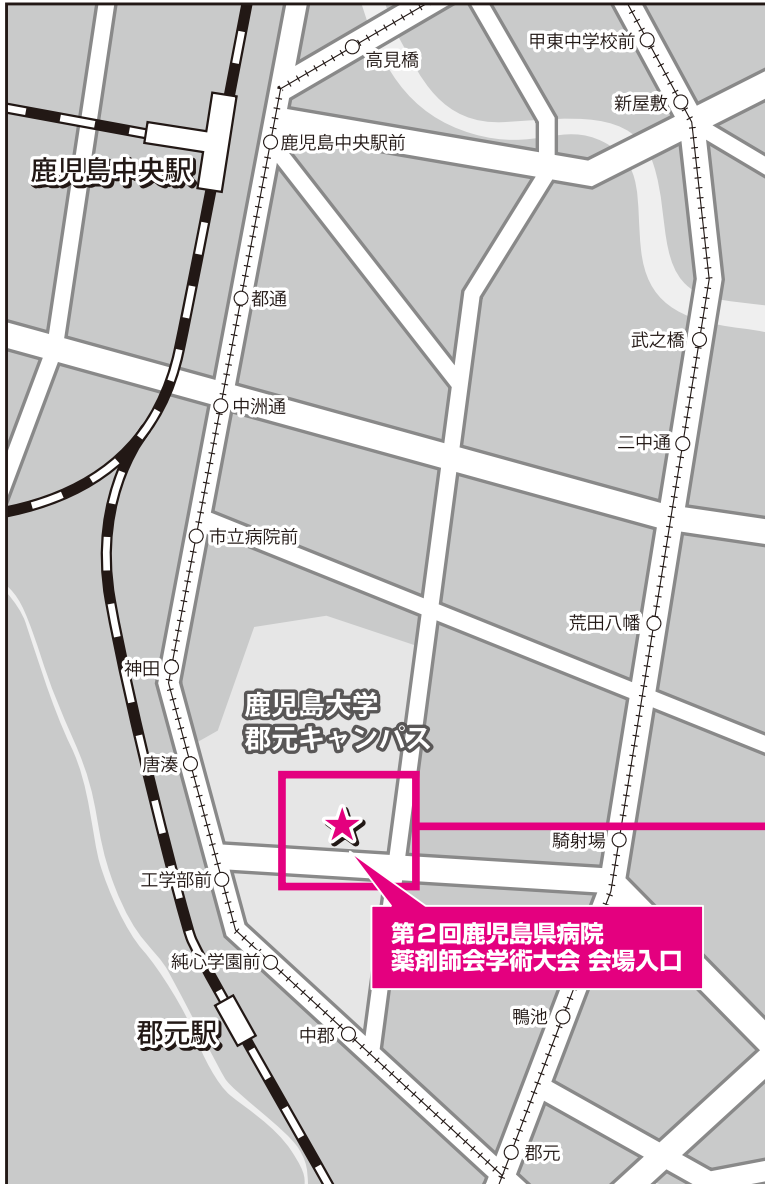 甲東中学校前
高見橋
新屋敷
鹿児島中央駅前
鹿児島中央駅
都通
武之橋
中洲通
二中通
市立病院前
荒田八幡
神田
鹿児島大学
郡元キャンパス
唐湊
騎射場
工学部前
第2回鹿児島県病院
薬剤師会学術大会 会場入口
純心学園前
鴨池
郡元駅
中郡
郡元